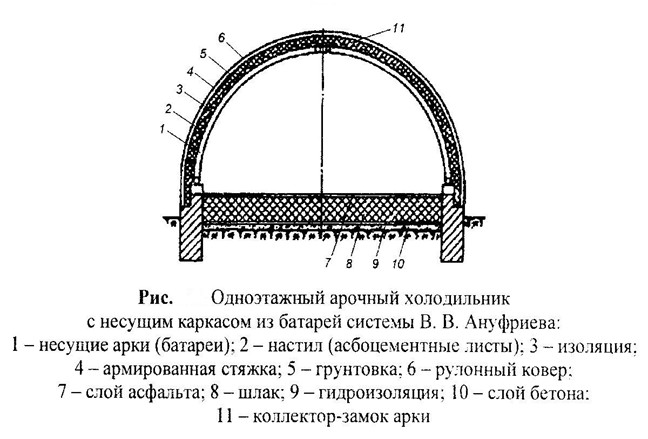 6
11
5
4
3
2
1
7
8
9
10
Рис. Одноэтажный арочный холодильник
с несущим каркасом из батарей системы В. В. Ануфриева:
1 – несущие арки (батареи); 2 – настил (асбоцементные листы); 3 – изоляция;
4 – армированная стяжка; 5 – грунтовка; 6 – рулонный ковер;
7 – слой асфальта; 8 – шлак; 9 – гидроизоляция; 10 – слой бетона:
11 – коллектор-замок арки